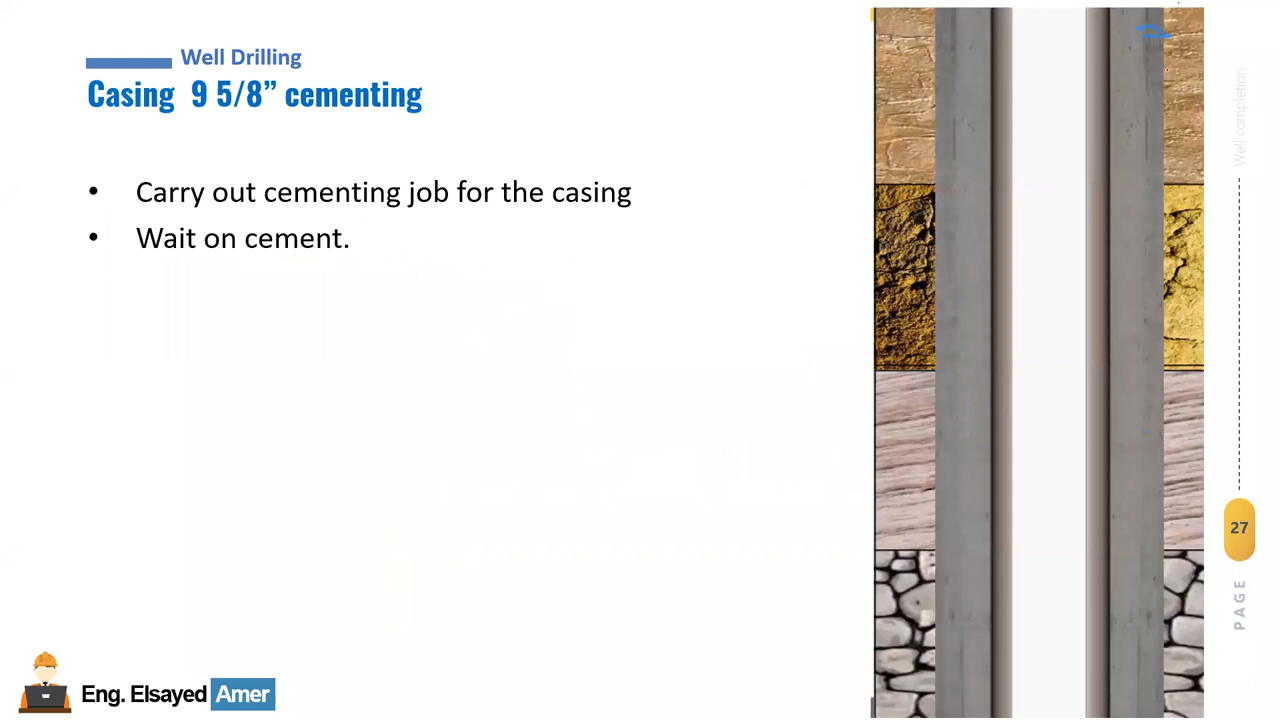 Well Drilling
Casing 9 5/8” cementing
• Carry out cementing job for the casing
• Wait on cement.
Well completion
27
PAGE
Eng. Elsayed Amer